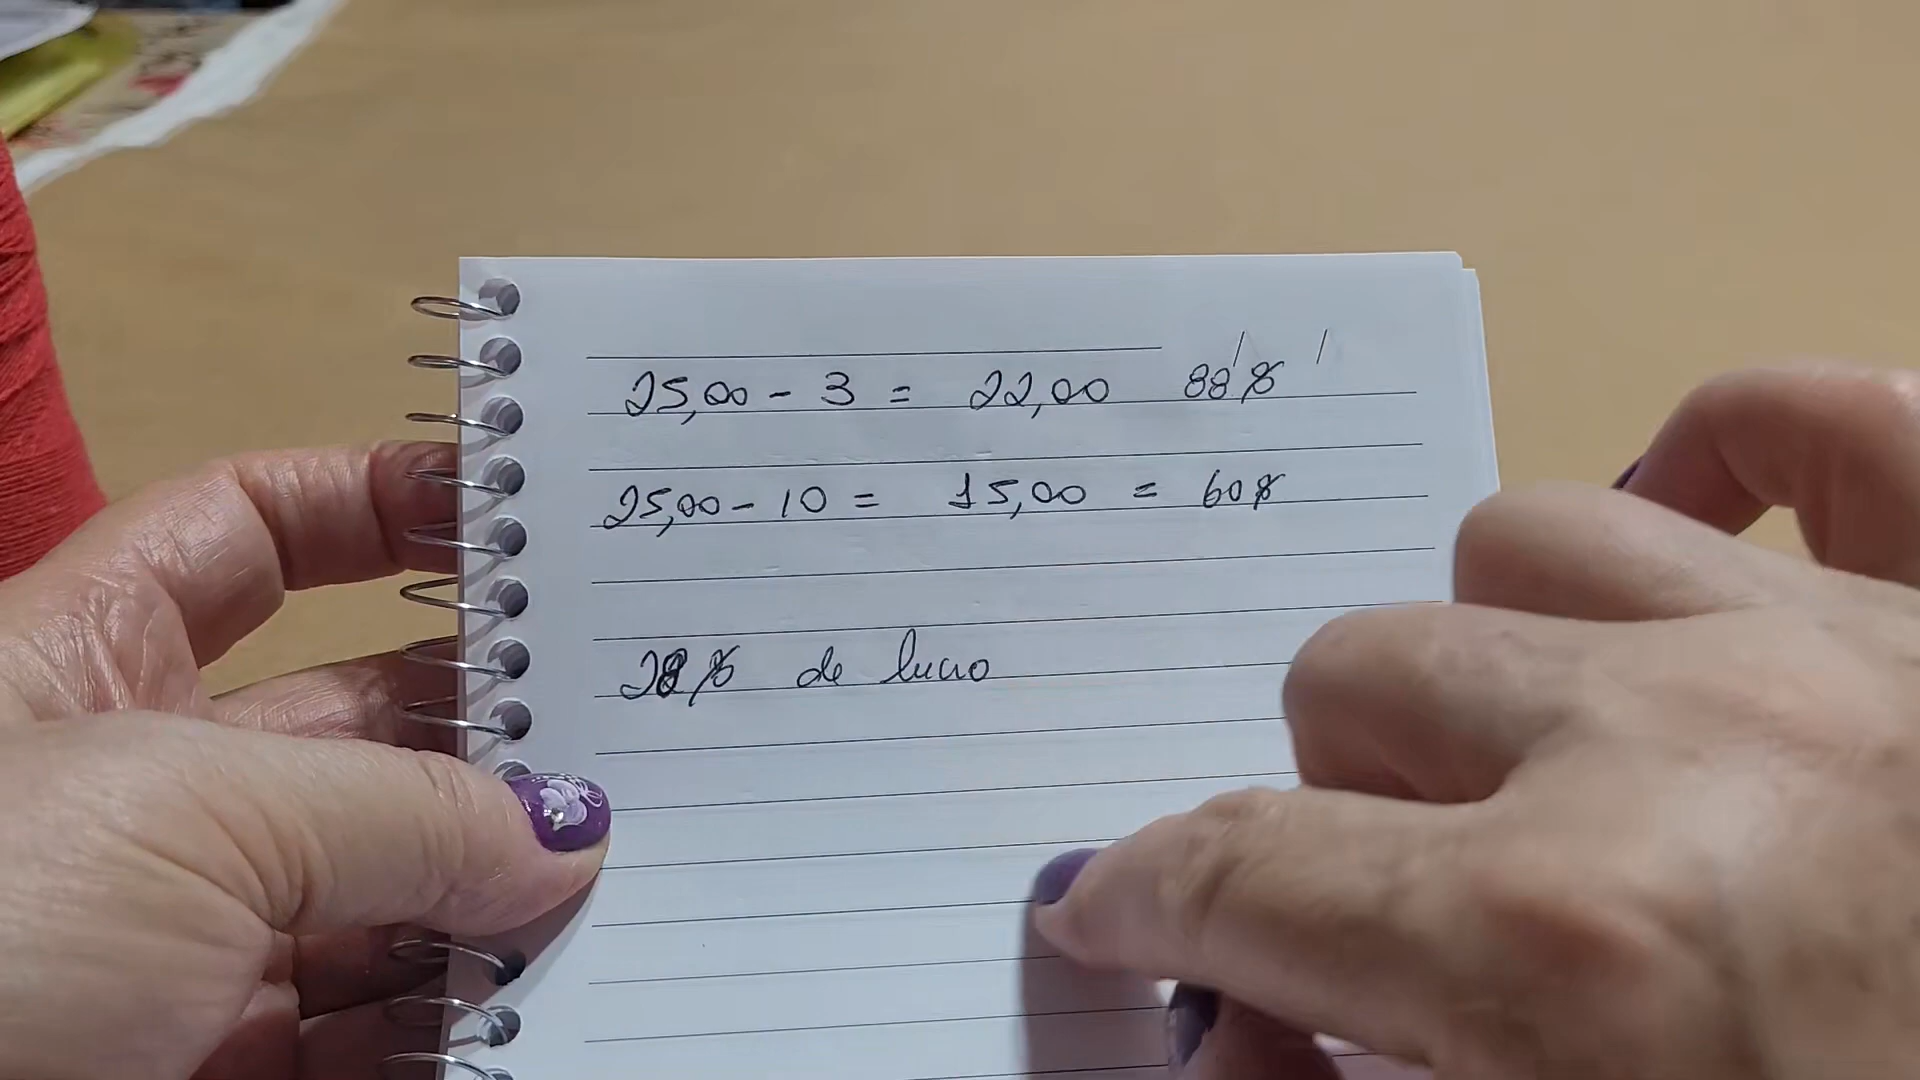 25,00 - 3 = 22,00 88%
25,00 - 10 = 15,00 = 60%
28% de lucro